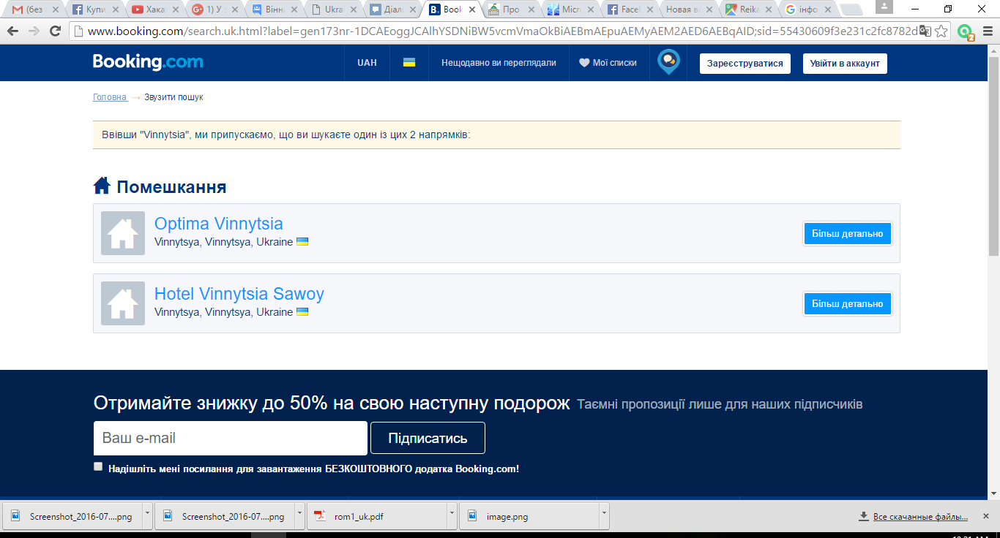 (без
Купи
Хака
1) У
Вінн
Ukra
Діал
Book
Про
Micr
Facel
Новая в
Reika
інфо
www.booking.com/search.uk.html?label=gen173nr-1DCAEoggJCAlhYSDNiBW5vcmVmaOkBiAEBmAEpuAEMyAEM2AED6AEBqAID;sid=55430609f3e231c2fc8782d
2
Booking.com
UAH
Нещодавно ви переглядали
Мої списки
Зареєструватися
Увійти в аккаунт
Головна → Звузити пошук
Ввівши "Vinnytsia", ми припускаємо, що ви шукаєте один із цих 2 напрямків:
Помешкання
Optima Vinnytsia
Vinnytsya, Vinnytsya, Ukraine
Більш детально
Hotel Vinnytsia Sawoy
Vinnytsya, Vinnytsya, Ukraine
Більш детально
Отримайте знижку до 50% на свою наступну подорож Таємні пропозиції лише для наших підписчиків
Ваш e-mail
Підписатись
Надішліть мені посилання для завантаження БЕЗКОШТОВНОГО додатка Booking.com!
Screenshot_2016-07....png
Screenshot_2016-07....png
rom1_uk.pdf
image.png
Все скачанные файлы...